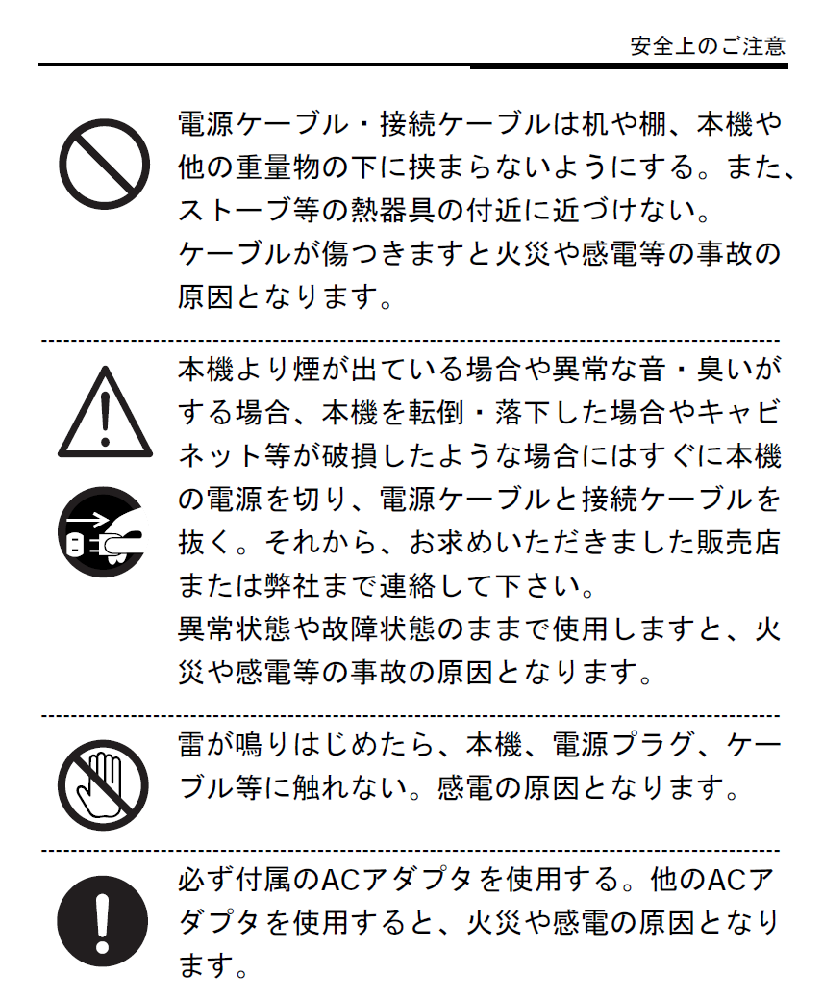 安全上のご注意
電源ケーブル・接続ケーブルは机や棚、本機や
他の重量物の下に挟まらないようにする。また、
ストーブ等の熱器具の付近に近づけない。
ケーブルが傷つきますと火災や感電等の事故の
原因となります。
本機より煙が出ている場合や異常な音・臭いが
する場合、本機を転倒・落下した場合やキャビ
ネット等が破損したような場合にはすぐに本機
の電源を切り、電源ケーブルと接続ケーブルを
抜く。それから、お求めいただきました販売店
または弊社まで連絡して下さい。
異常状態や故障状態のままで使用しますと、火
災や感電等の事故の原因となります。
雷が鳴りはじめたら、本機、電源プラグ、ケー
ブル等に触れない。感電の原因となります。
必ず付属のACアダプタを使用する。他のACア
ダプタを使用すると、火災や感電の原因となり
ます。